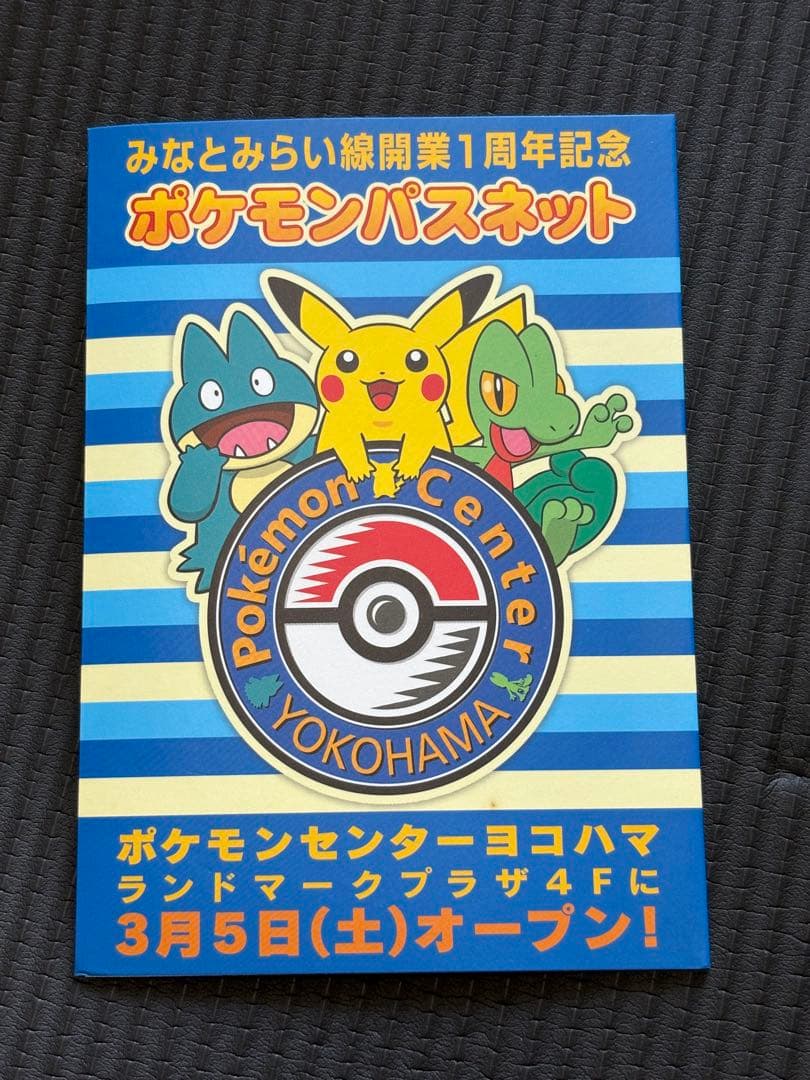 みなとみらい線開業1周年記念
ポケモンパスネット
Pokémon Center
YOKOHAMA
ポケモンセンターヨコハマ
ランドマークプラザ4Fに
3月5日(土)オープン!